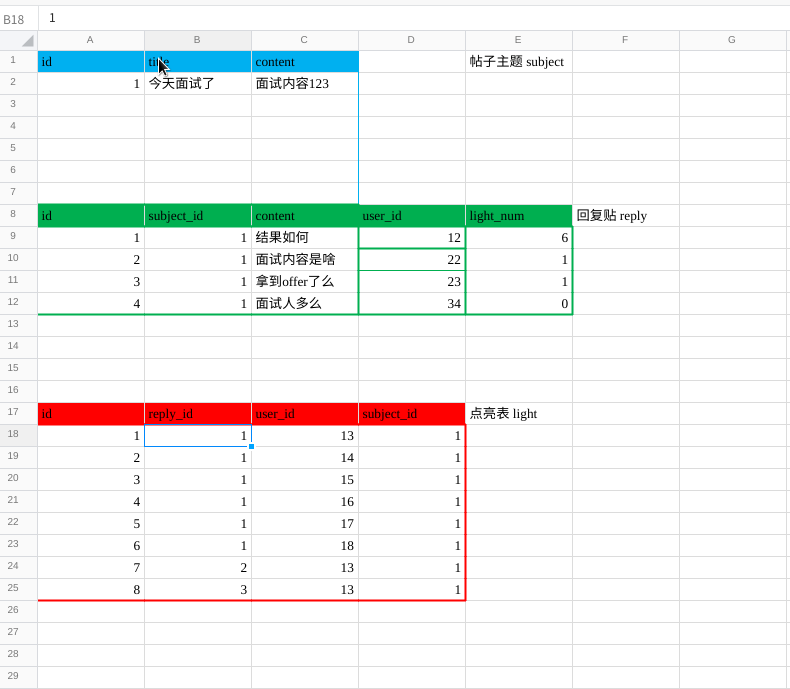 B18 1
A B C D E F G
1 id title content 帖子主题 subject
2 1 今天面试了 面试内容123
3
4
5
6
7
8 id subject_id content user_id light_num 回复贴 reply
9 1 1 结果如何 12 6
10 2 1 面试内容是啥 22 1
11 3 1 拿到offer了么 23 1
12 4 1 面试人多么 34 0
13
14
15
16
17 id reply_id user_id subject_id 点亮表 light
18 1 1 13 1
19 2 1 14 1
20 3 1 15 1
21 4 1 16 1
22 5 1 17 1
23 6 1 18 1
24 7 2 13 1
25 8 3 13 1
26
27
28
29